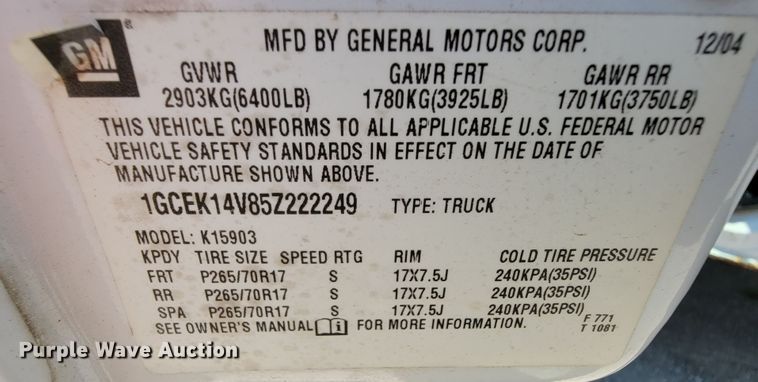 GM
®
MFD BY GENERAL MOTORS CORP. 12/04
GVWR GAWR FRT GAWR RR
2903KG(6400LB) 1780KG(3925LB) 1701KG(3750LB)
THIS VEHICLE CONFORMS TO ALL APPLICABLE U.S. FEDERAL MOTOR
VEHICLE SAFETY STANDARDS IN EFFECT ON THE DATE OF
MANUFACTURE SHOWN ABOVE.
1GCEK14V85Z222249 TYPE: TRUCK
MODEL: K15903
KPDY TIRE SIZE SPEED RTG RIM COLD TIRE PRESSURE
FRT P265/70R17 S 17X7.5J 240KPA(35PSI)
RR P265/70R17 S 17X7.5J 240KPA(35PSI)
SPA P265/70R17 S 17X7.5J 240KPA(35PSI)
SEE OWNER'S MANUAL i FOR MORE INFORMATION. F 771
T 1081
Purple Wave Auction